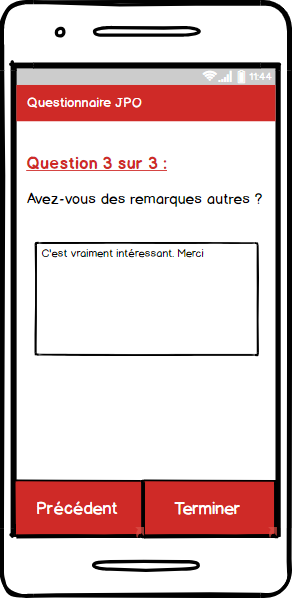 11:44
Questionnaire JPO
Question 3 sur 3 :
Avez-vous des remarques autres ?
C'est vraiment intéressant. Merci
Précédent
Terminer